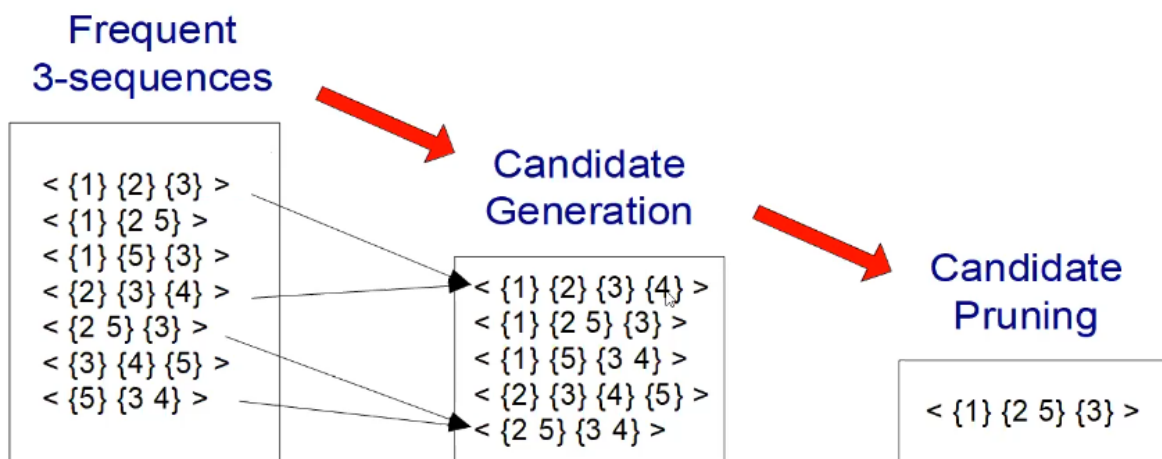 Frequent
3-sequences
< {1} {2} {3} >
< {1} {2 5} >
< {1} {5} {3} >
< {2} {3} {4} >
< {2 5} {3} >
< {3} {4} {5} >
< {5} {3 4} >
Candidate
Generation
< {1} {2} {3} {4} >
< {1} {2 5} {3} >
< {1} {5} {3 4} >
< {2} {3} {4} {5} >
< {2 5} {3 4} >
Candidate
Pruning
< {1} {2 5} {3} >